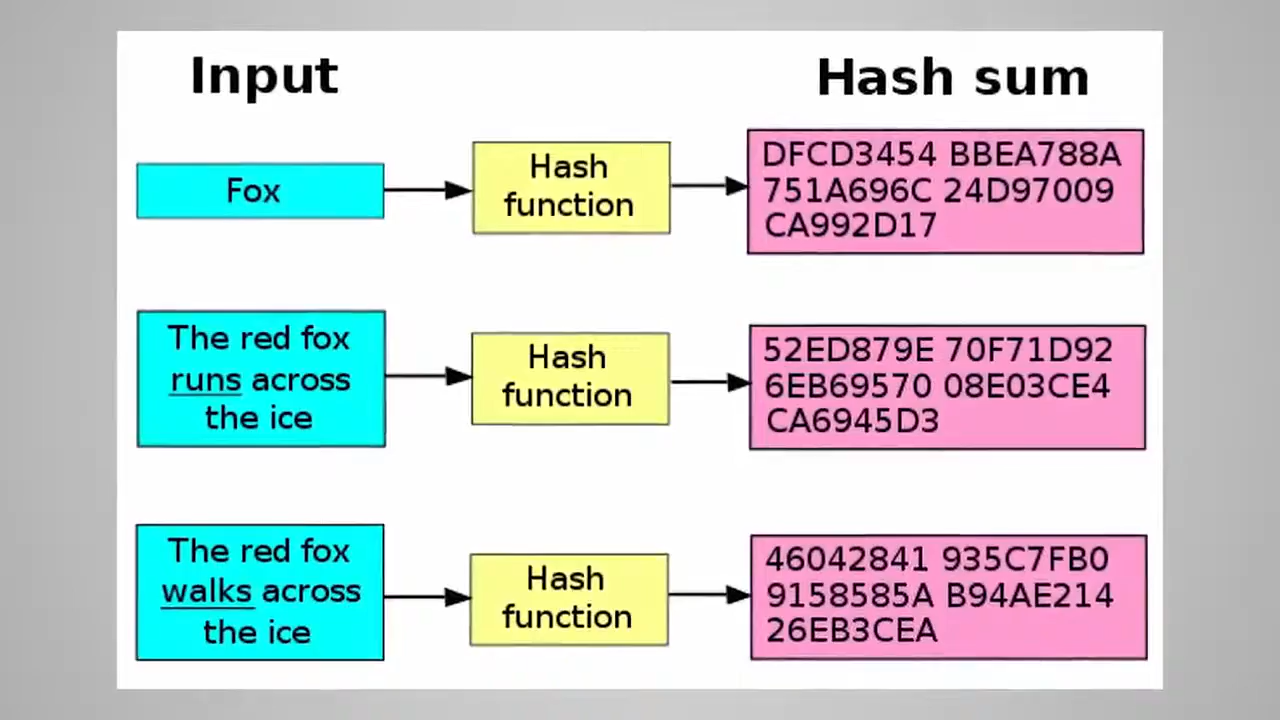 Input
Hash sum
Fox
Hash
function
DFCD3454 BBEA788A
751A696C 24D97009
CA992D17
The red fox
runs across
the ice
Hash
function
52ED879E 70F71D92
6EB69570 08E03CE4
CA6945D3
The red fox
walks across
the ice
Hash
function
46042841 935C7FB0
9158585A B94AE214
26EB3CEA